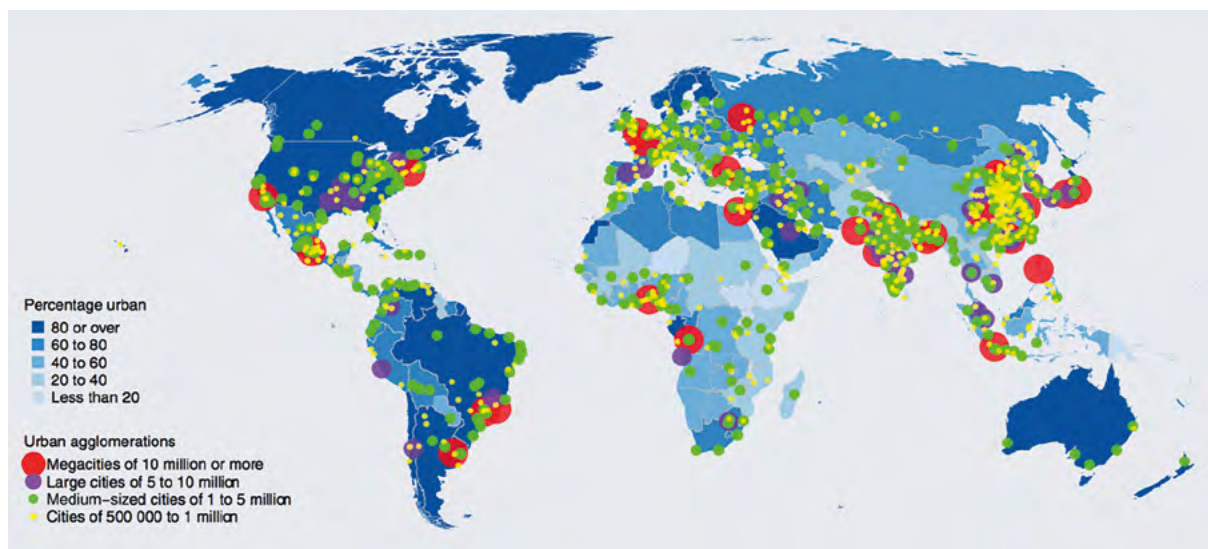 Percentage urban
80 or over
60 to 80
40 to 60
20 to 40
Less than 20
Urban agglomerations
Megacities of 10 million or more
Large cities of 5 to 10 million
Medium-sized cities of 1 to 5 million
Cities of 500 000 to 1 million